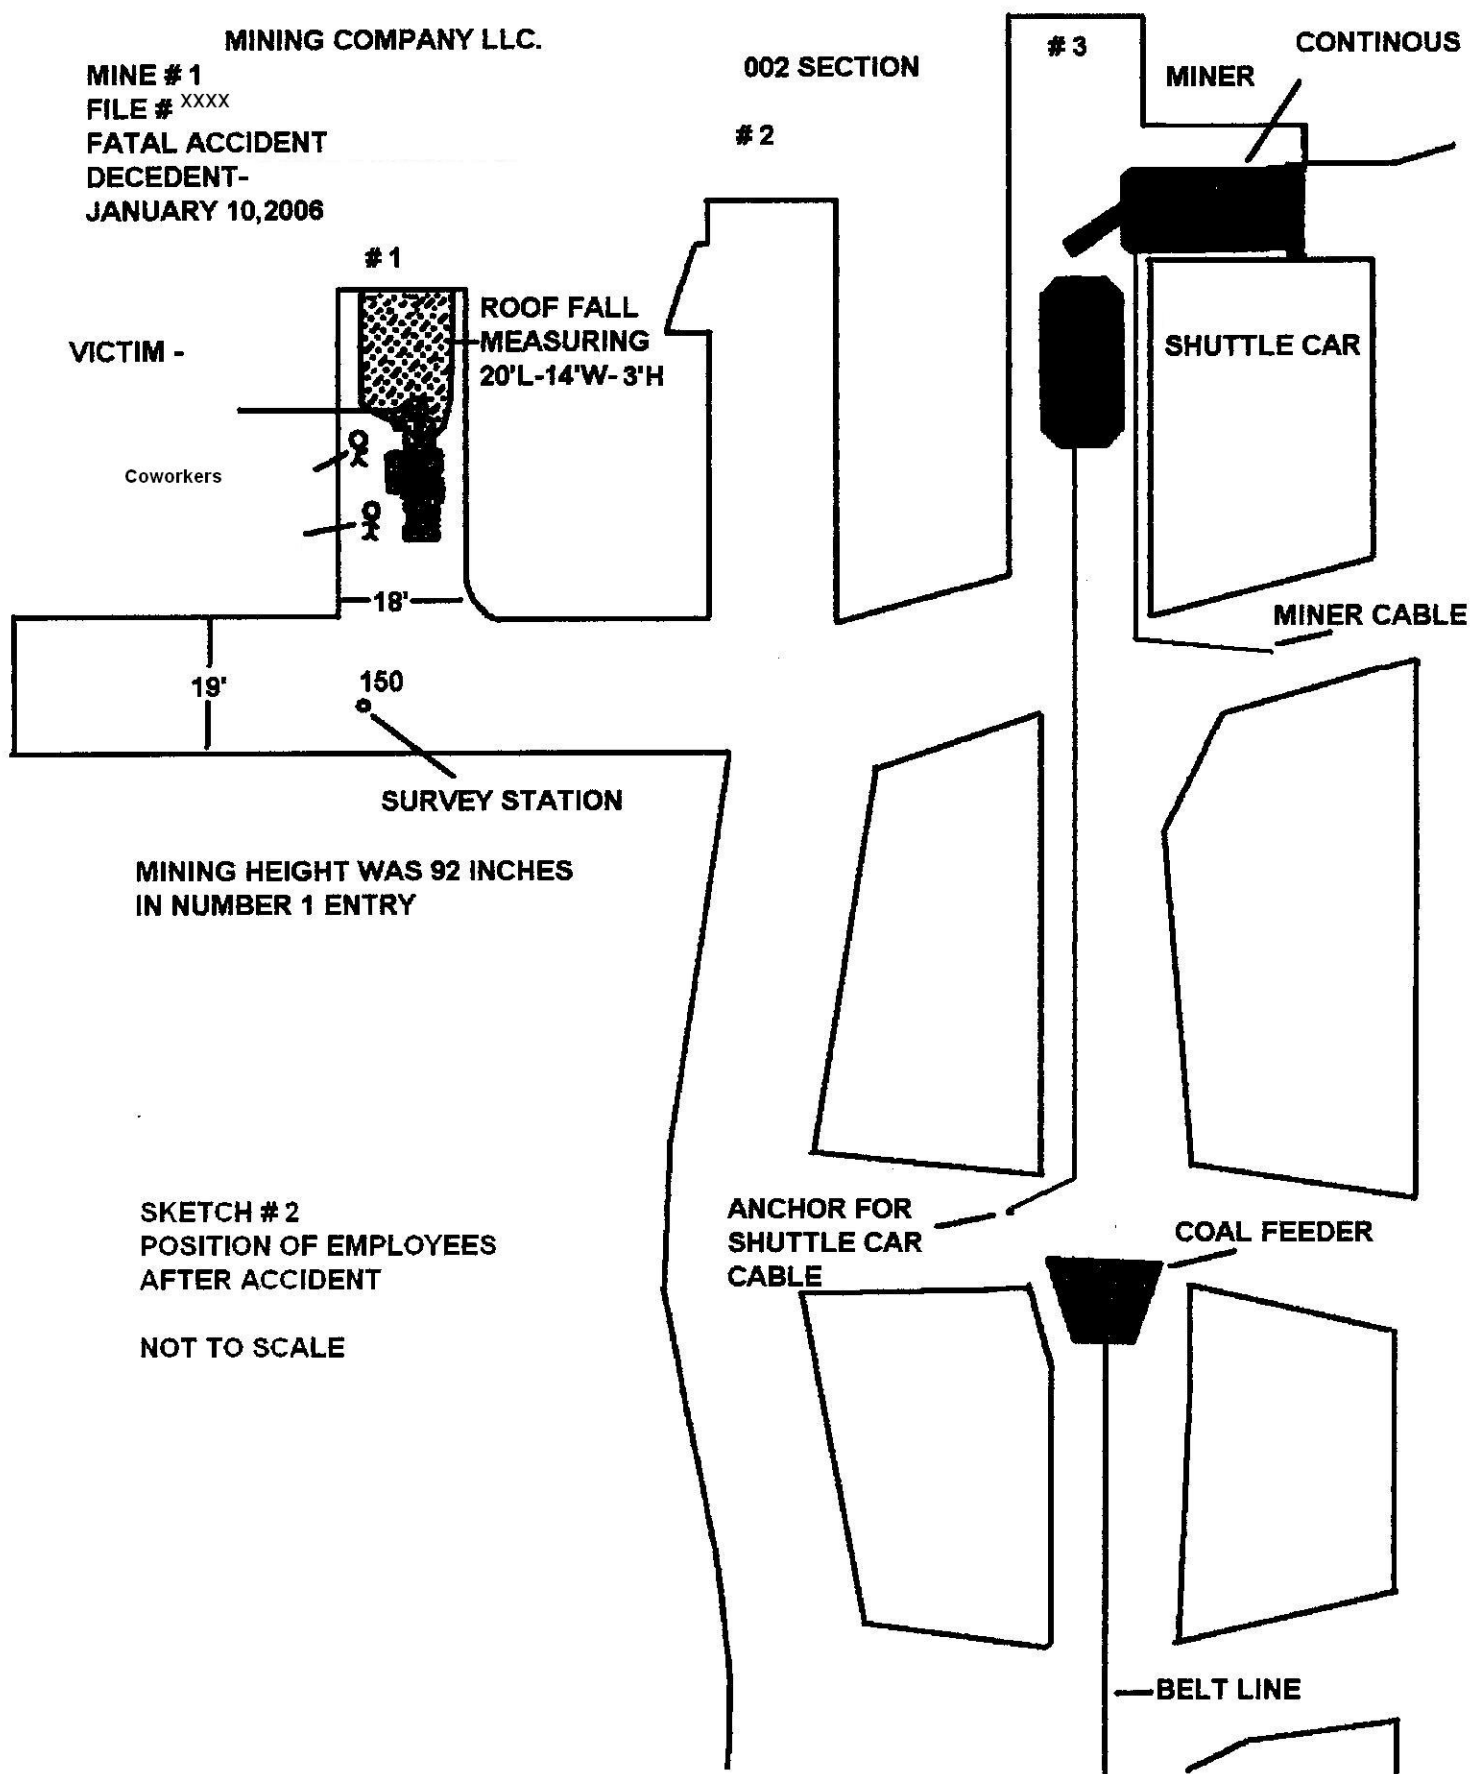 MINING COMPANY LLC.
MINE # 1
FILE # XXXX
FATAL ACCIDENT
DECEDENT-
JANUARY 10,2006
002 SECTION
# 1
# 2
# 3
CONTINOUS
MINER
ROOF FALL
MEASURING
20'L-14'W- 3'H
VICTIM -
SHUTTLE CAR
Coworkers
18'
MINER CABLE
19'
150
SURVEY STATION
MINING HEIGHT WAS 92 INCHES
IN NUMBER 1 ENTRY
SKETCH # 2
POSITION OF EMPLOYEES
AFTER ACCIDENT
NOT TO SCALE
ANCHOR FOR
SHUTTLE CAR
CABLE
COAL FEEDER
BELT LINE